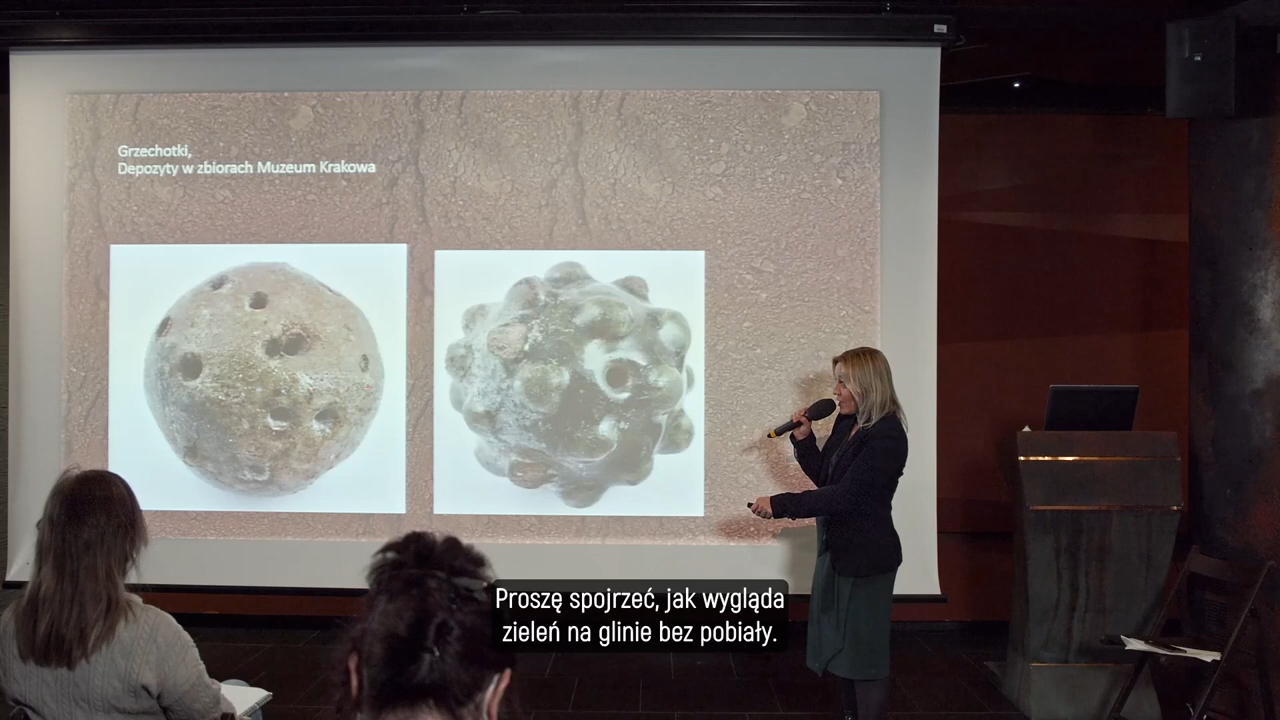 Grzechotki,
Depozyty w zbiorach Muzeum Krakowa
Proszę spojrzeć, jak wygląda
zieleń na glinie bez pobiały.